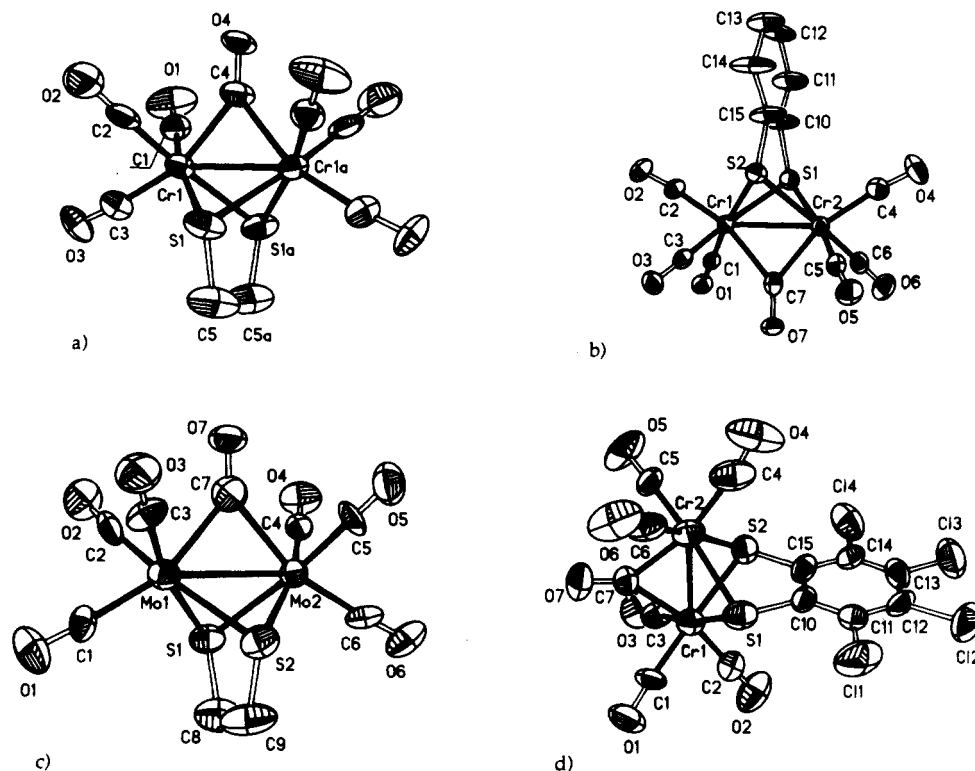 O4
O1
O2
C4
C2
C1
Cr1
Cr1a
C3
O3
S1
S1a
C5
C5a
a)
C13
C12
C14
C11
C15
C10
S2
S1
O2
C2
Cr1
Cr2
C4
O4
C3
O3
C1
O1
C7
C5
O5
C6
O6
O7
b)
O7
O3
O2
C7
O4
C3
C2
C4
C5
O5
Mo1
Mo2
C1
O1
S1
S2
C6
O6
C8
C9
c)
O5
O4
C5
C4
Cr2
O6
C6
S2
C15
Cl4
C14
Cl3
C13
O7
C7
O3
C3
Cr1
S1
C10
C11
C12
Cl2
Cl1
C1
C2
O1
O2
d)